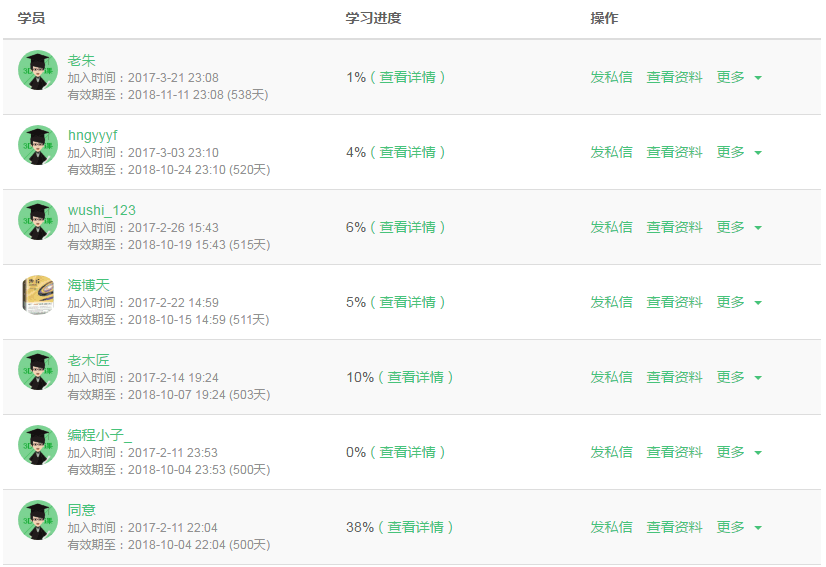 学员 学习进度 操作
老朱
加入时间：2017-3-21 23:08
有效期至：2018-11-11 23:08 (538天)
1% ( 查看详情 ) 发私信 查看资料 更多
hngyyyf
加入时间：2017-3-03 23:10
有效期至：2018-10-24 23:10 (520天)
4% ( 查看详情 ) 发私信 查看资料 更多
wushi_123
加入时间：2017-2-26 15:43
有效期至：2018-10-19 15:43 (515天)
6% ( 查看详情 ) 发私信 查看资料 更多
海博天
加入时间：2017-2-22 14:59
有效期至：2018-10-15 14:59 (511天)
5% ( 查看详情 ) 发私信 查看资料 更多
老木匠
加入时间：2017-2-14 19:24
有效期至：2018-10-07 19:24 (503天)
10% ( 查看详情 ) 发私信 查看资料 更多
编程小子_
加入时间：2017-2-11 23:53
有效期至：2018-10-04 23:53 (500天)
0% ( 查看详情 ) 发私信 查看资料 更多
同意
加入时间：2017-2-11 22:04
有效期至：2018-10-04 22:04 (500天)
38% ( 查看详情 ) 发私信 查看资料 更多